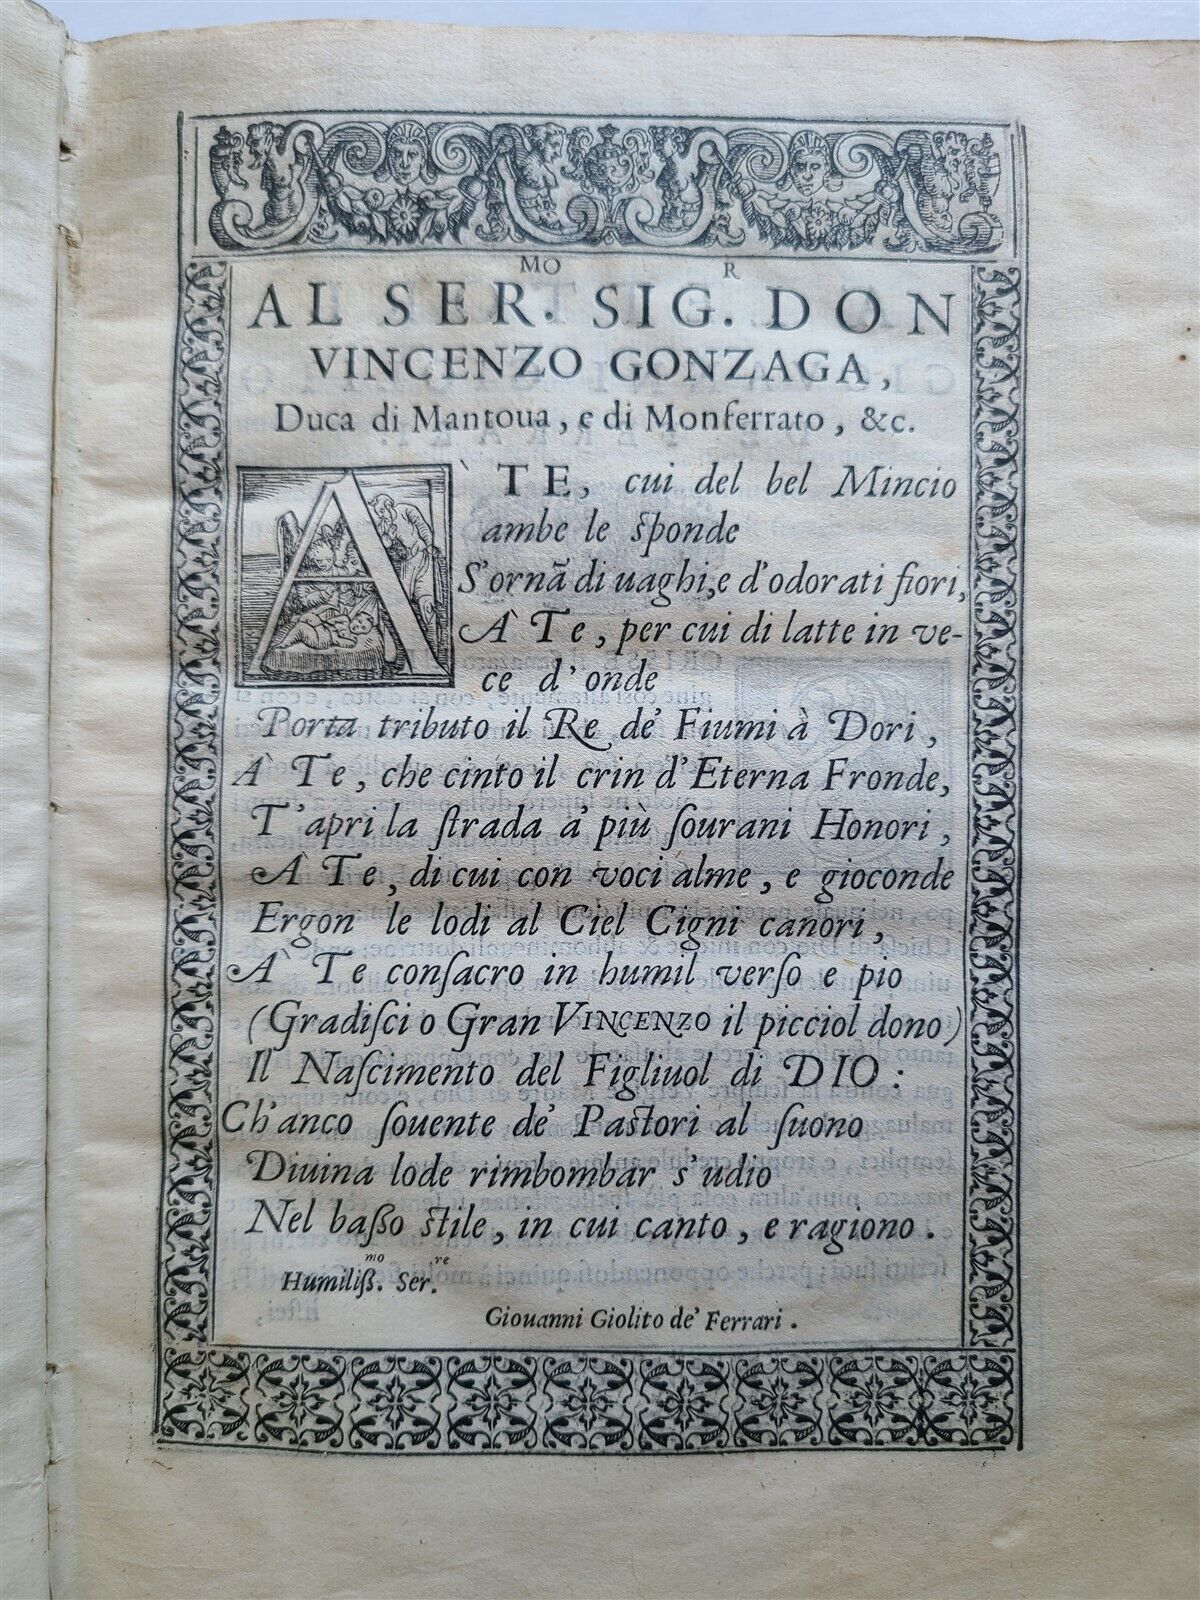 AL SER.MO SIG.R DON
VINCENZO GONZAGA,
Duca di Mantoua, e di Monferrato, &c.
À TE, cui del bel Mincio
ambe le sponde
S'ornã di uaghi, e d'odorati fiori,
À Te, per cui di latte in ve-
ce d'onde
Porta tributo il Re de' Fiumi à Dori,
À Te, che cinto il crin d'Eterna Fronde,
T'apri la ſtrada a' piu ſourani Honori,
À Te, di cui con voci alme, e gioconde
Ergon le lodi al Ciel Cigni canori,
À Te conſacro in humil verſo e pio
(Gradiſci o Gran VINCENZO il picciol dono)
Il Naſcimento del Figliuol di DIO:
Ch'anco ſouente de' Paſtori al ſuono
Diuina lode rimbombar s'udio
Nel baſſo ſtile, in cui canto, e ragiono.
Humiliſſ.mo Ser.re
Giouanni Giolito de' Ferrari.